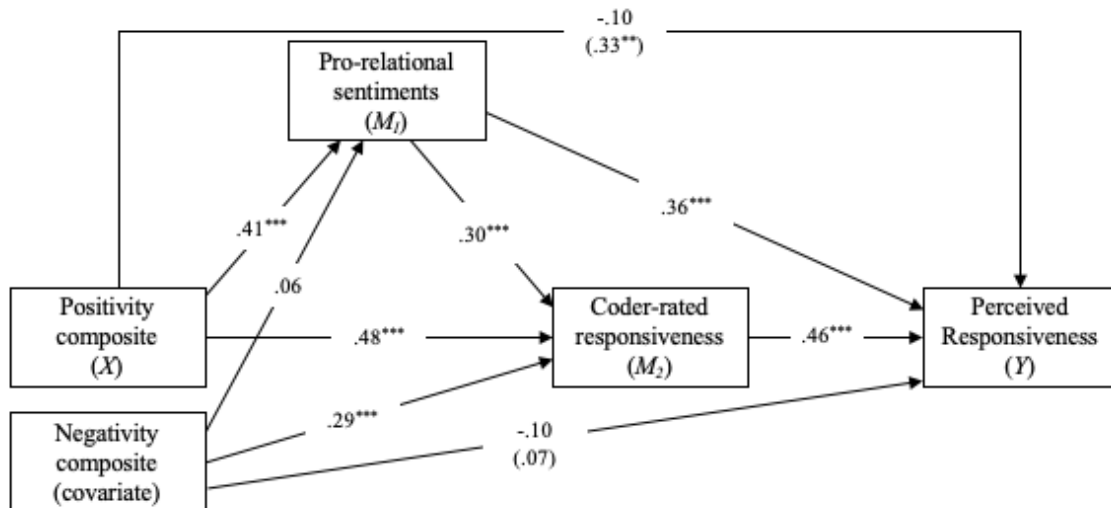 -.10
(.33**)
Pro-relational
sentiments
(M1)
.36***
.41***
.30***
.06
Positivity
composite
(X)
.48***
Coder-rated
responsiveness
(M2)
.46***
Perceived
Responsiveness
(Y)
.29***
-.10
(.07)
Negativity
composite
(covariate)